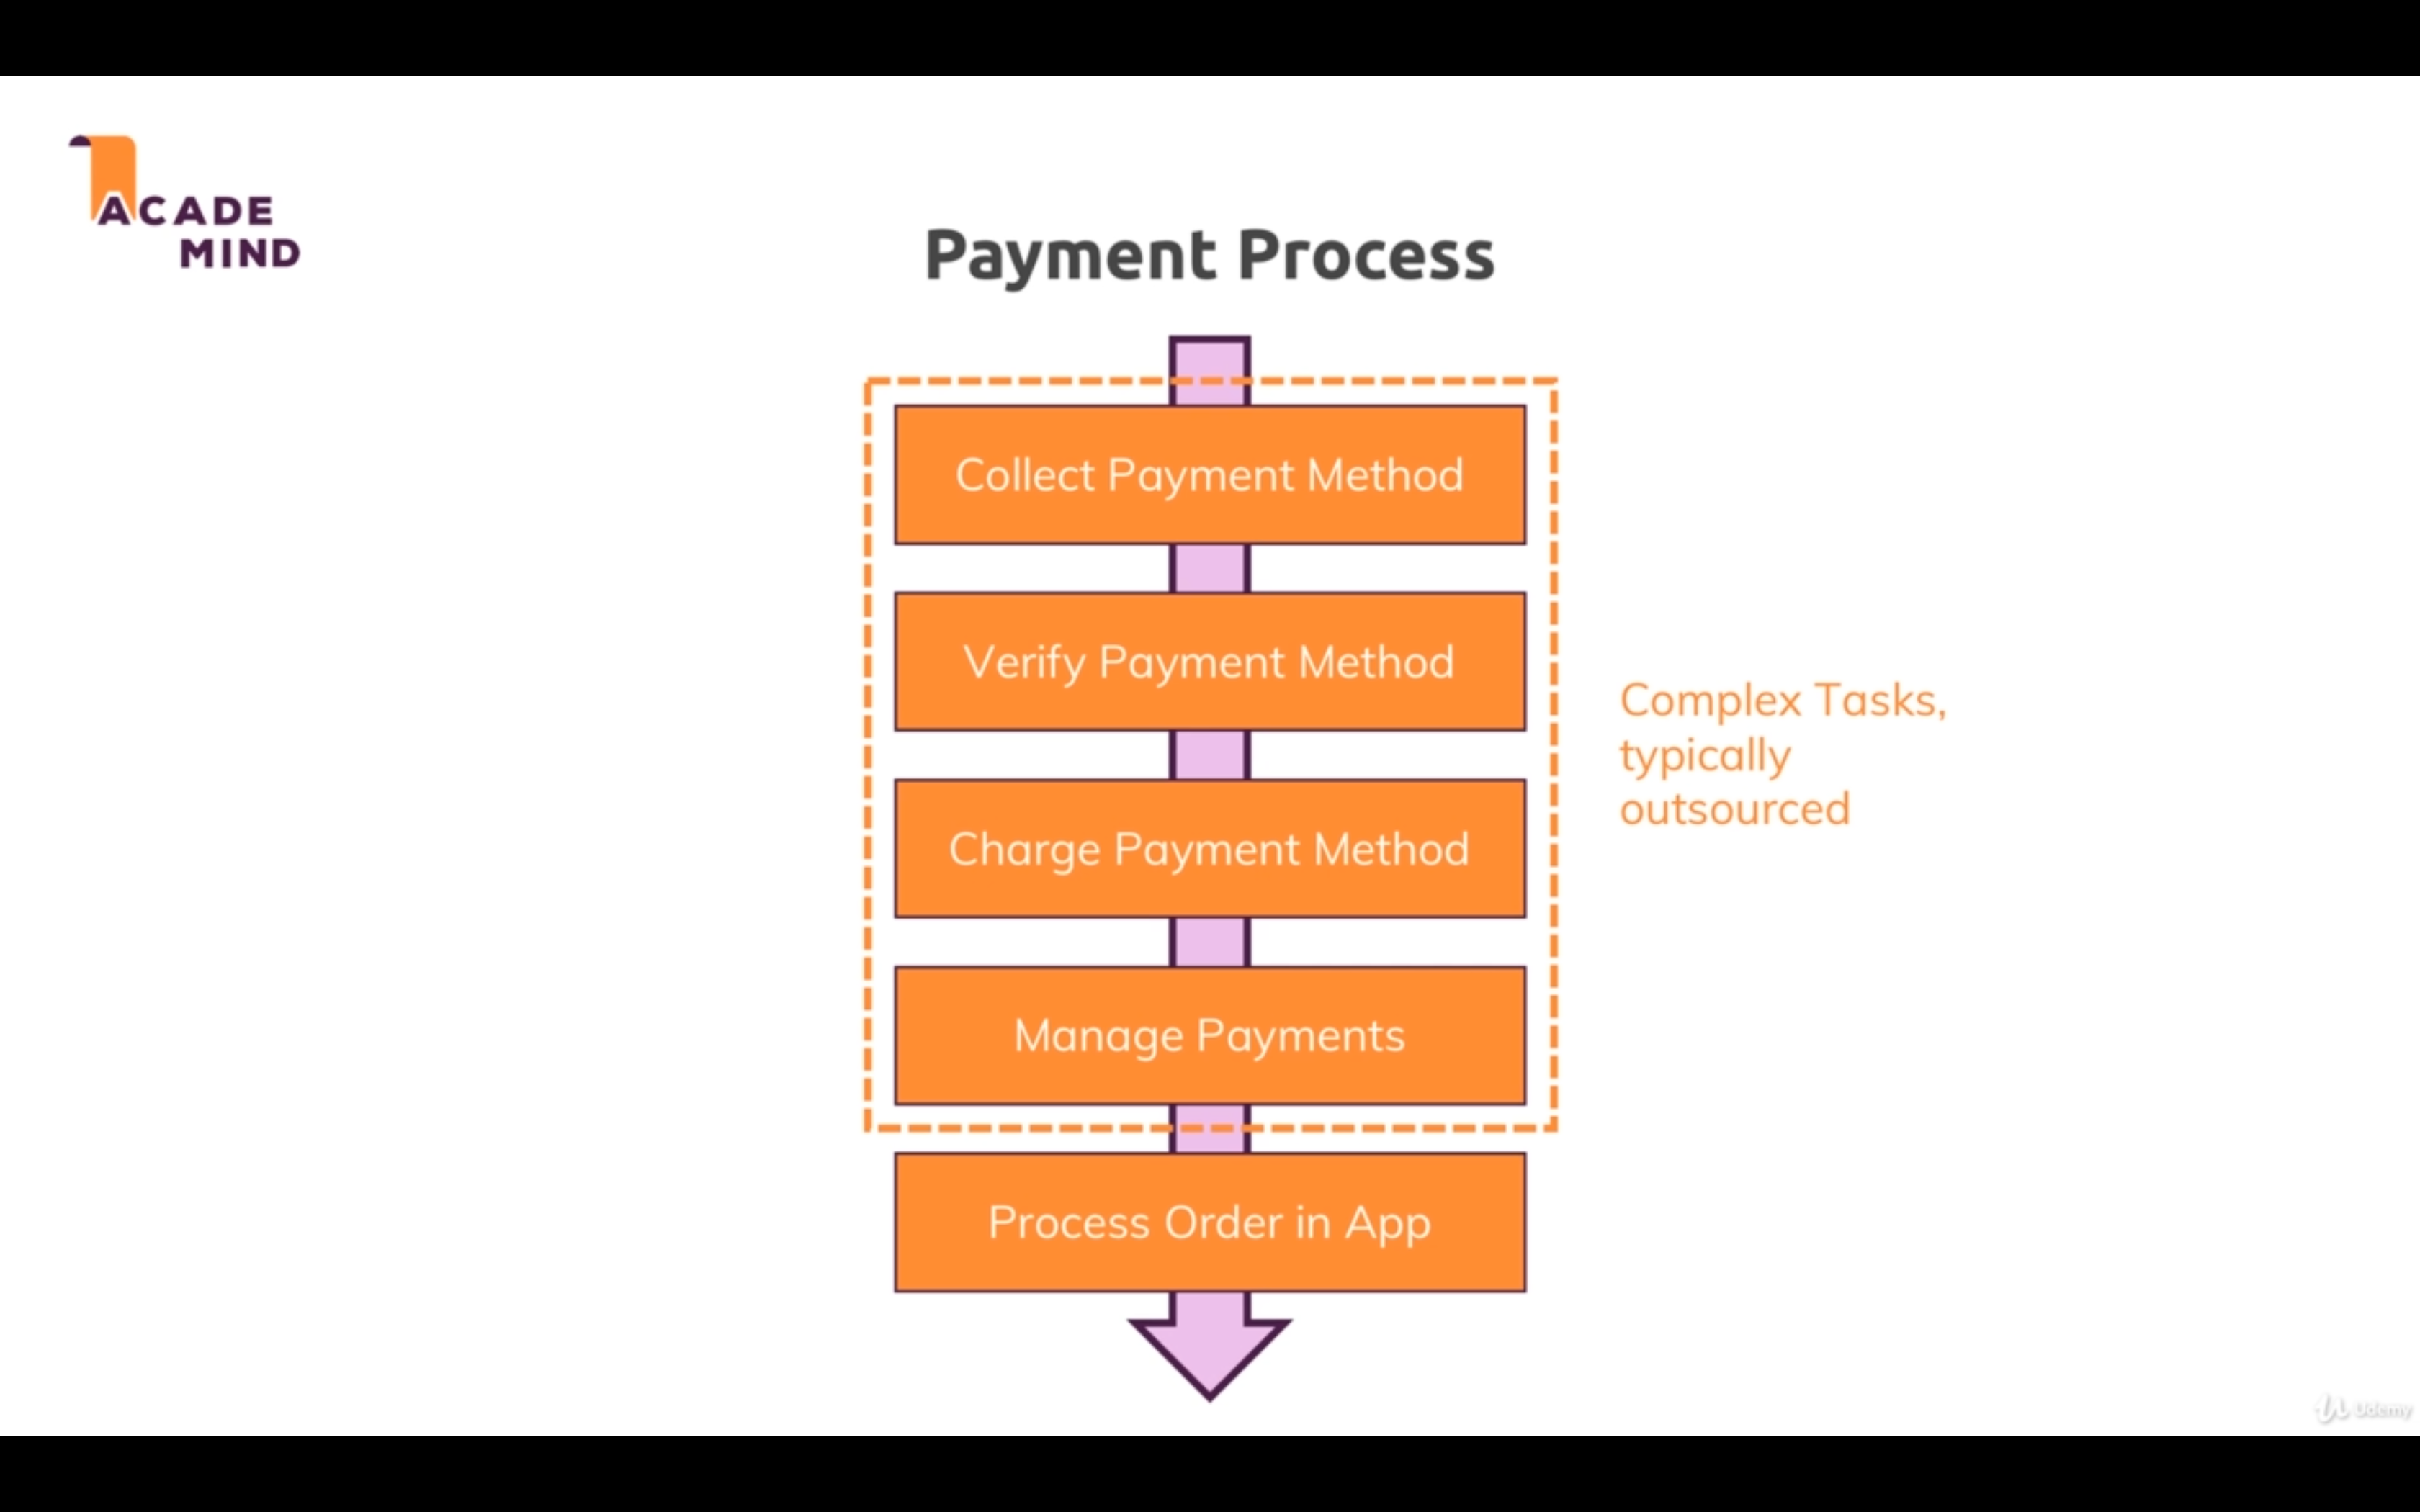 ACADE
MIND
Payment Process
Collect Payment Method
Verify Payment Method
Charge Payment Method
Manage Payments
Process Order in App
Complex Tasks,
typically
outsourced
Udemy